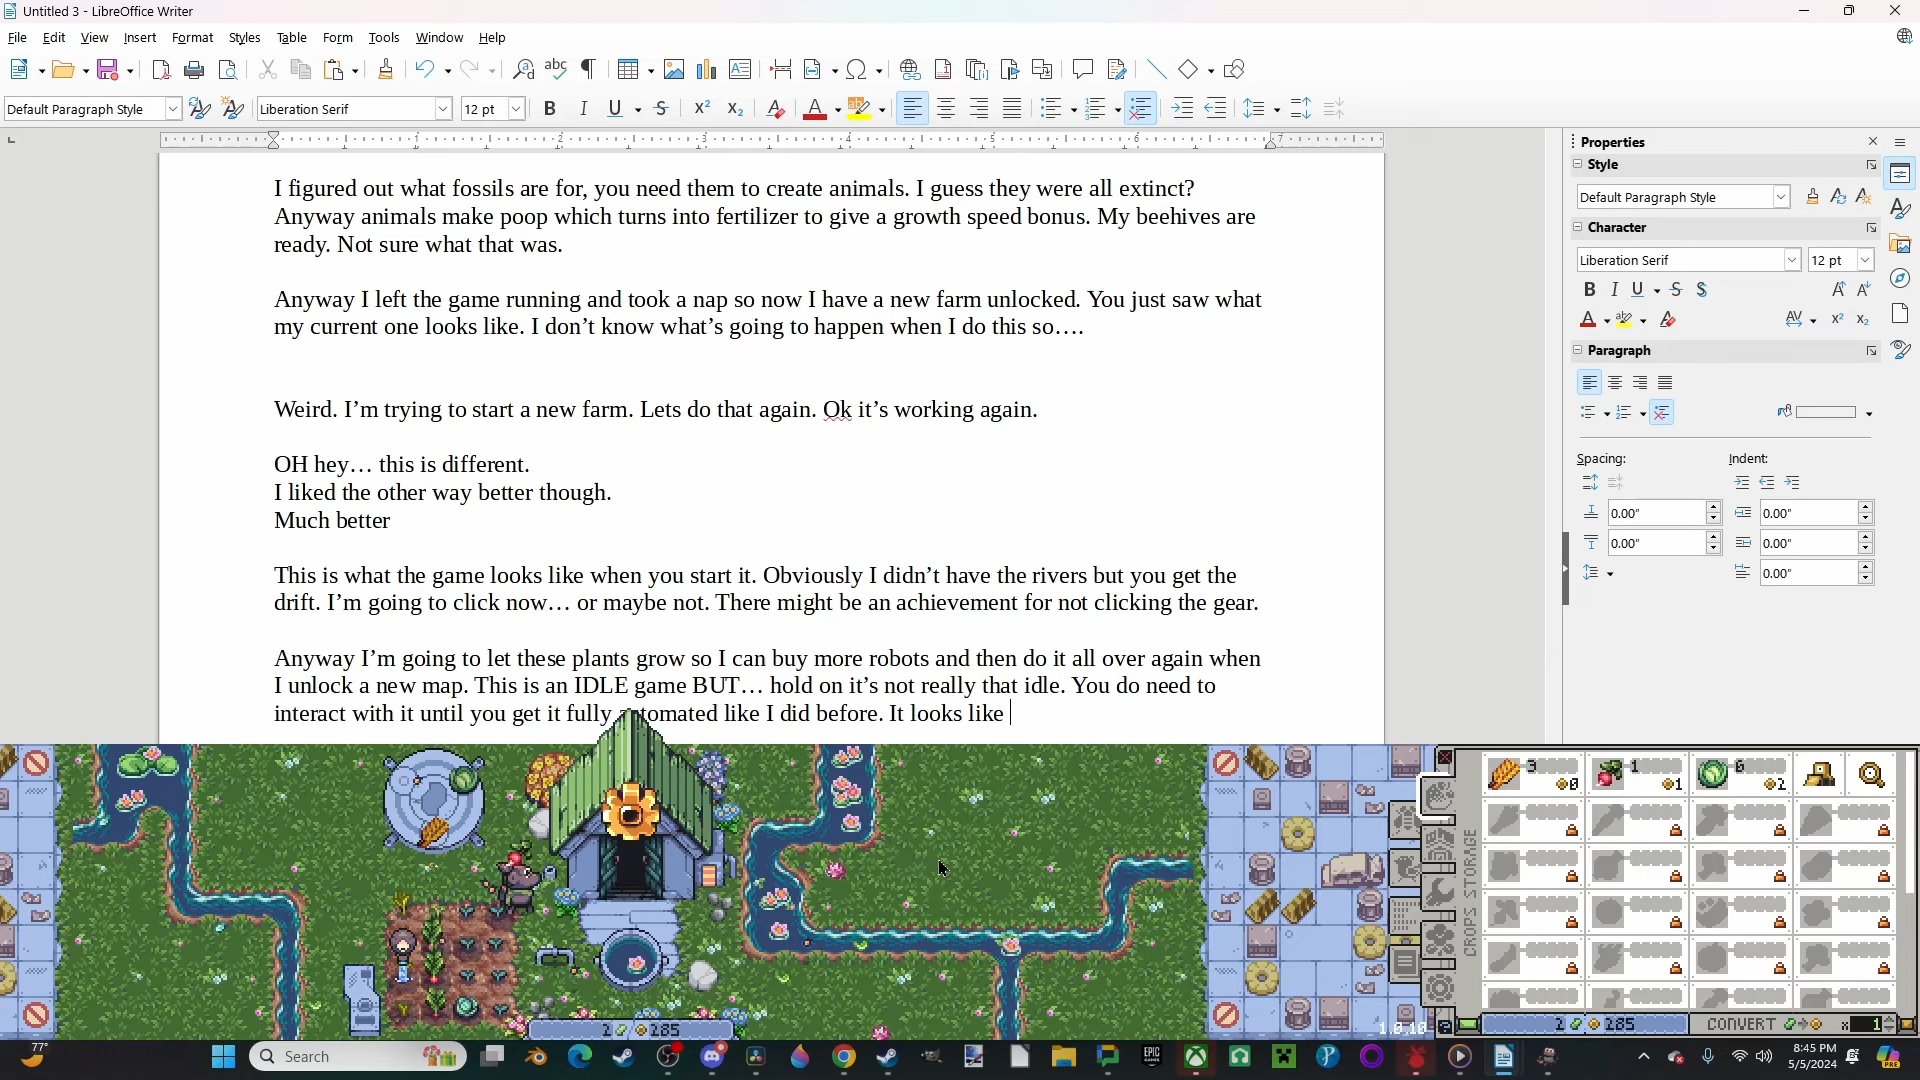 Untitled 3 - LibreOffice Writer
File Edit View Insert Format Styles Table Form Tools Window Help
Default Paragraph Style
Liberation Serif
12 pt
Properties
Style
Default Paragraph Style
Character
Liberation Serif
12 pt
Paragraph
Spacing:
Indent:
0.00"
0.00"
0.00"
0.00"
0.00"
I figured out what fossils are for, you need them to create animals. I guess they were all extinct?
Anyway animals make poop which turns into fertilizer to give a growth speed bonus. My beehives are
ready. Not sure what that was.
Anyway I left the game running and took a nap so now I have a new farm unlocked. You just saw what
my current one looks like. I don’t know what’s going to happen when I do this so….
Weird. I’m trying to start a new farm. Lets do that again. Ok it’s working again.
OH hey… this is different.
I liked the other way better though.
Much better
This is what the game looks like when you start it. Obviously I didn’t have the rivers but you get the
drift. I’m going to click now… or maybe not. There might be an achievement for not clicking the gear.
Anyway I’m going to let these plants grow so I can buy more robots and then do it all over again when
I unlock a new map. This is an IDLE game BUT… hold on it’s not really that idle. You do need to
interact with it until you get it fully automated like I did before. It looks like
3
0
1
1
6
2
CROPS STORAGE
2 285
1.0.10
2 285
CONVERT
x 1
77°
Search
EPIC GAMES
PRE
8:45 PM
5/5/2024